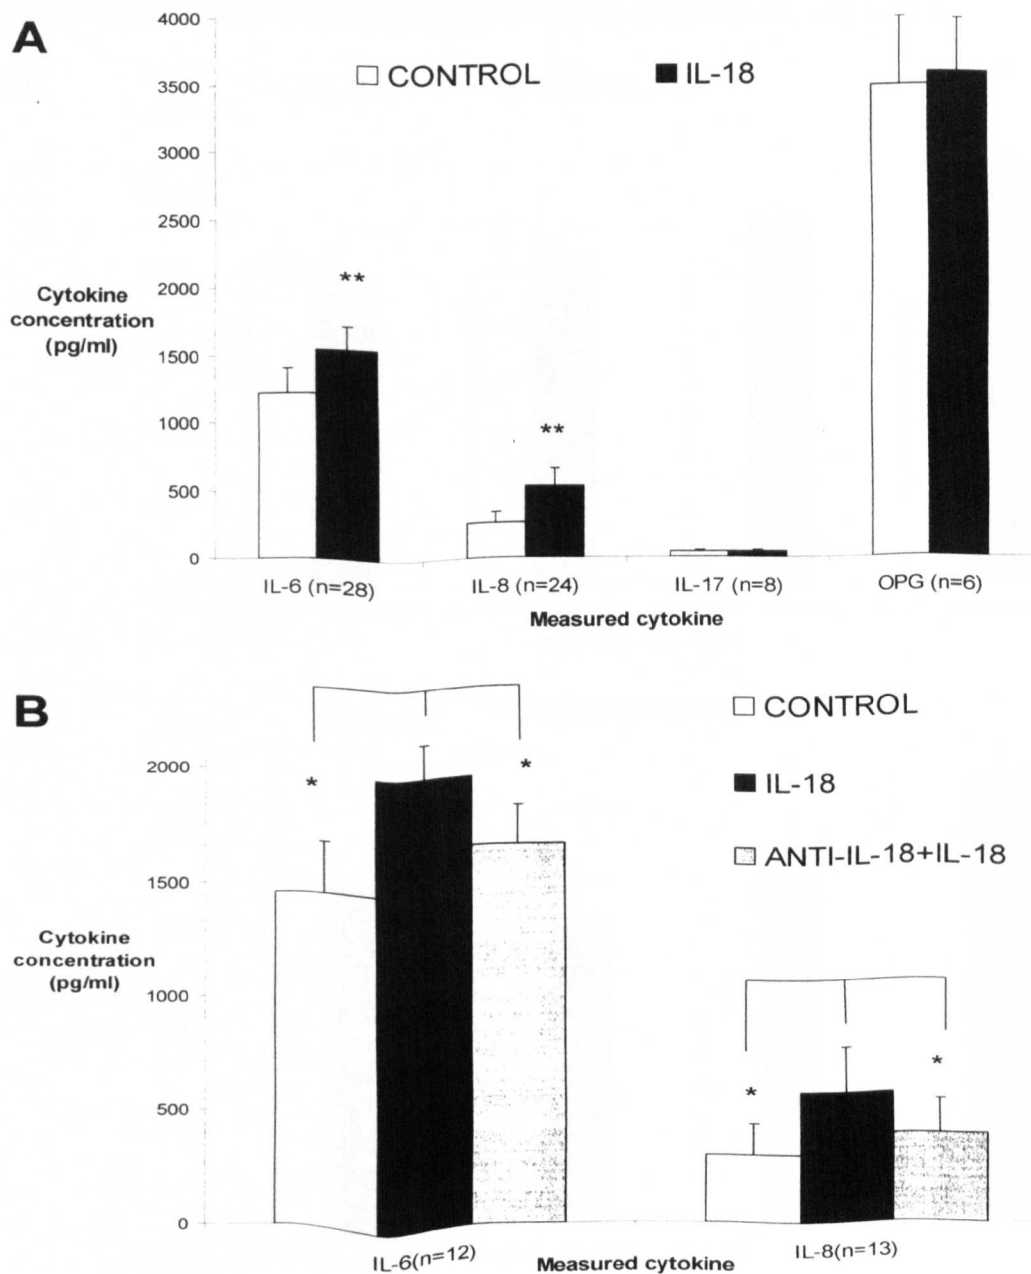 A
4000
3500
3000
2500
2000
1500
1000
500
0
CONTROL
IL-18
**
**
Cytokine
concentration
(pg/ml)
IL-6 (n=28)
IL-8 (n=24)
IL-17 (n=8)
OPG (n=6)
Measured cytokine
B
CONTROL
IL-18
ANTI-IL-18+IL-18
2000
1500
1000
500
0
*
*
*
*
Cytokine
concentration
(pg/ml)
IL-6(n=12)
IL-8(n=13)
Measured cytokine